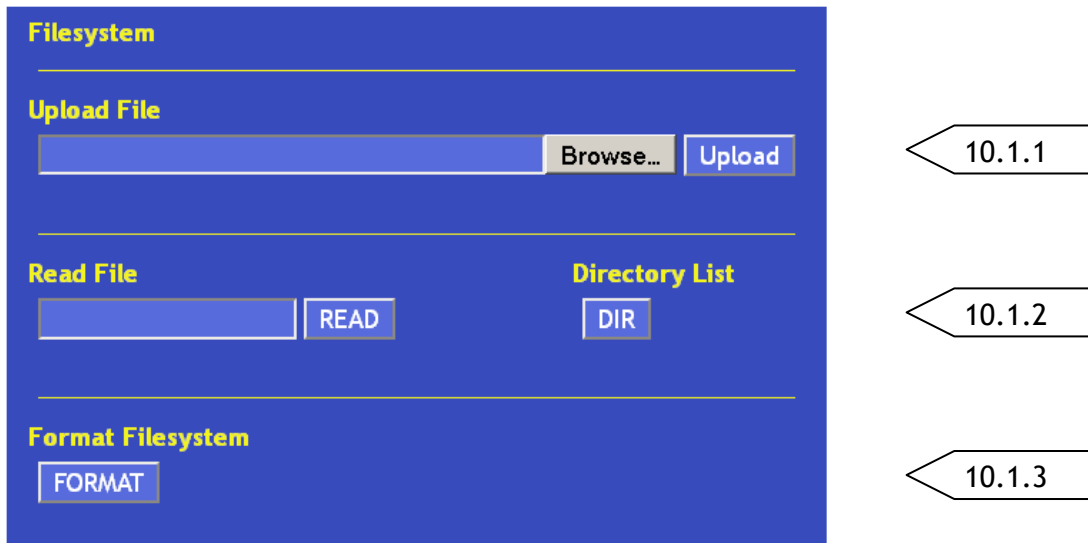 Filesystem
Upload File
Browse... Upload 10.1.1
Read File Directory List
READ DIR 10.1.2
Format Filesystem
FORMAT 10.1.3